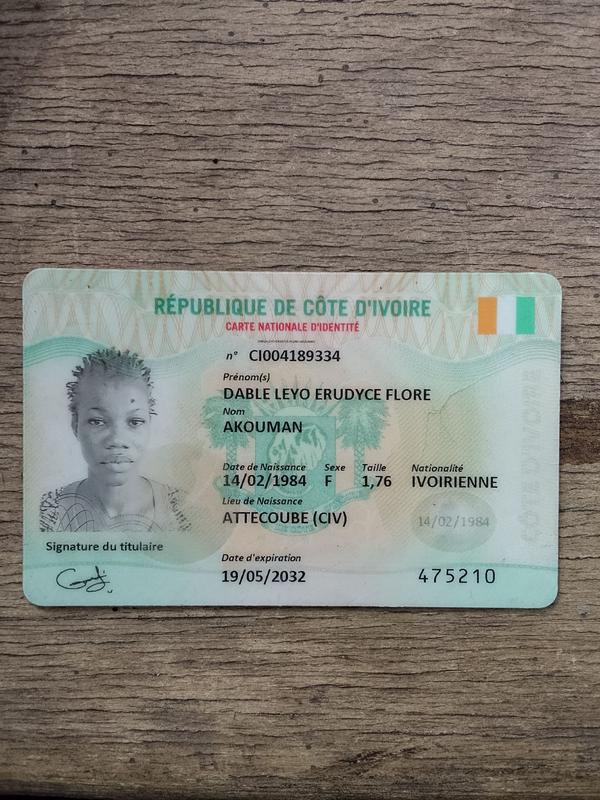 RÉPUBLIQUE DE CÔTE D'IVOIRE
CARTE NATIONALE D'IDENTITÉ
n° CI004189334
Prénom(s)
DABLE LEYO ERUDYCE FLORE
Nom
AKOUMAN
Date de Naissance Sexe Taille Nationalité
14/02/1984 F 1,76 IVOIRIENNE
Lieu de Naissance
ATTECOUBE (CIV)
14/02/1984
Signature du titulaire
Date d'expiration
19/05/2032
475210